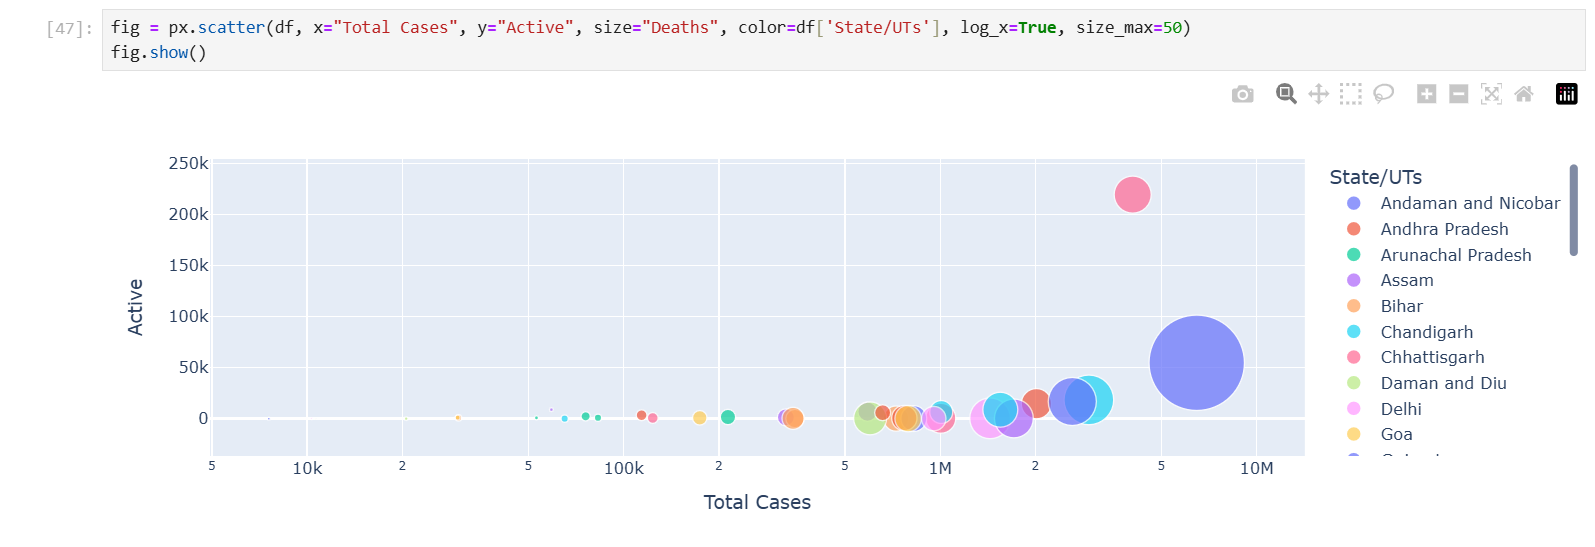 [47]: fig = px.scatter(df, x="Total Cases", y="Active", size="Deaths", color=df['State/UTs'], log_x=True, size_max=50)
fig.show()
250k
200k
150k
100k
50k
0
Active
5 10k 2 5 100k 2 5 1M 2 5 10M
Total Cases
State/UTs
Andaman and Nicobar
Andhra Pradesh
Arunachal Pradesh
Assam
Bihar
Chandigarh
Chhattisgarh
Daman and Diu
Delhi
Goa